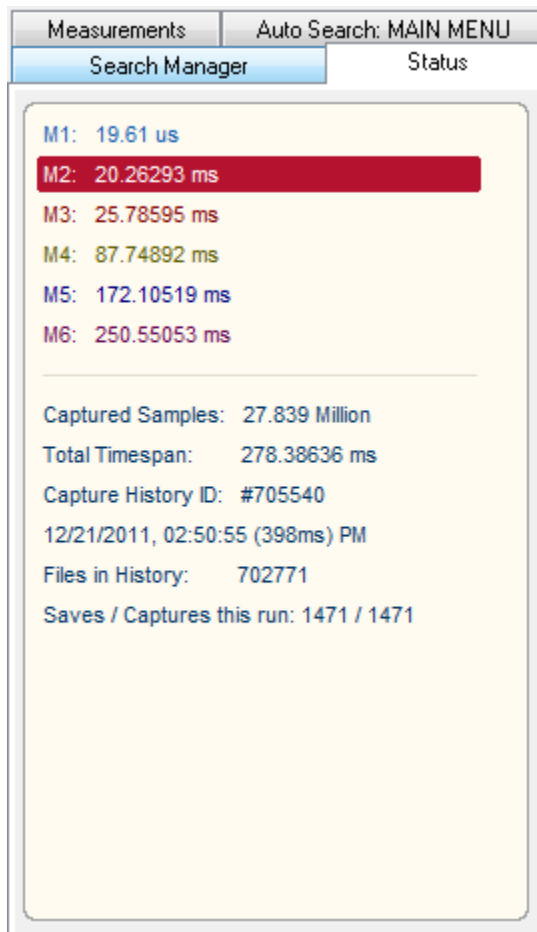 Measurements
Auto Search: MAIN MENU
Search Manager
Status
M1: 19.61 us
M2: 20.26293 ms
M3: 25.78595 ms
M4: 87.74892 ms
M5: 172.10519 ms
M6: 250.55053 ms
Captured Samples: 27.839 Million
Total Timespan: 278.38636 ms
Capture History ID: #705540
12/21/2011, 02:50:55 (398ms) PM
Files in History: 702771
Saves / Captures this run: 1471 / 1471